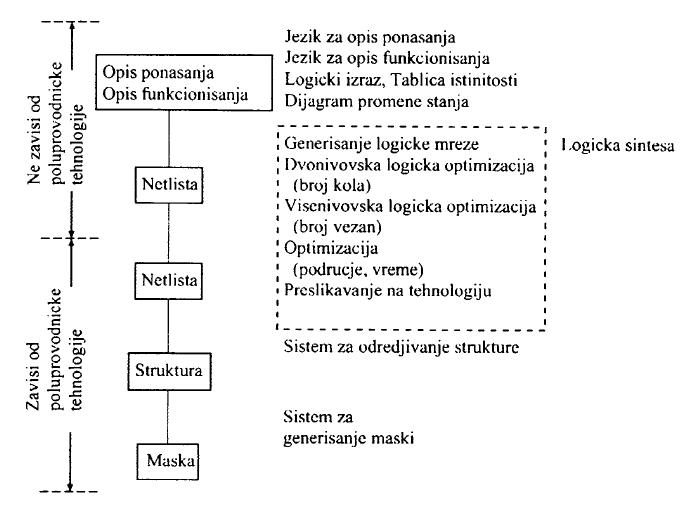 Ne zavisi od
poluprovodnicke
tehnologije
Zavisi od
poluprovodnicke
tehnologije
Opis ponasanja
Opis funkcionisanja
Netlista
Netlista
Struktura
Maska
Jezik za opis ponasanja
Jezik za opis funkcionisanja
Logicki izraz, Tablica istinitosti
Dijagram promene stanja
Generisanje logicke mreze
Dvonivovska logicka optimizacija
(broj kola)
Visenivovska logicka optimizacija
(broj vezan)
Optimizacija
(podrucje, vreme)
Preslikavanje na tehnologiju
Logicka sintesa
Sistem za odredjivanje strukture
Sistem za
generisanje maski